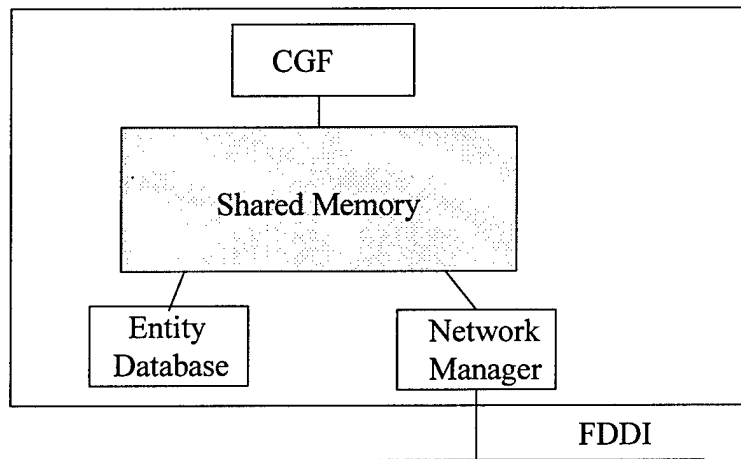 CGF
Shared Memory
Entity
Database
Network
Manager
FDDI